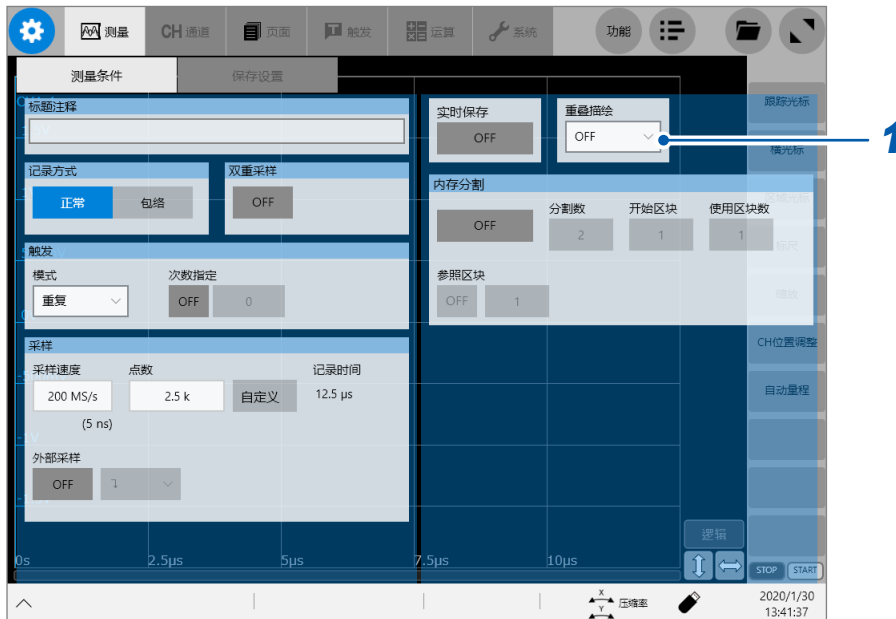 测量 CH 通道 页面 触发 运算 系统 功能
测量条件 保存设置
标题注释 实时保存 重叠描绘 跟踪光标
OFF OFF 1
横光标
记录方式 双重采样 内存分割
正常 包络 OFF OFF 分割数 开始区块 使用区块数
2 1 1
触发
模式 次数指定 参照区块
重复 OFF 0 OFF 1
缩放
采样 CH位置调整
采样速度 点数 记录时间
200 MS/s 2.5 k 自定义 12.5 µs 自动量程
(5 ns)
外部采样
OFF
逻辑
0s 2.5µs 5µs 7.5µs 10µs
STOP START
X
Y 压缩率 2020/1/30
13:41:37